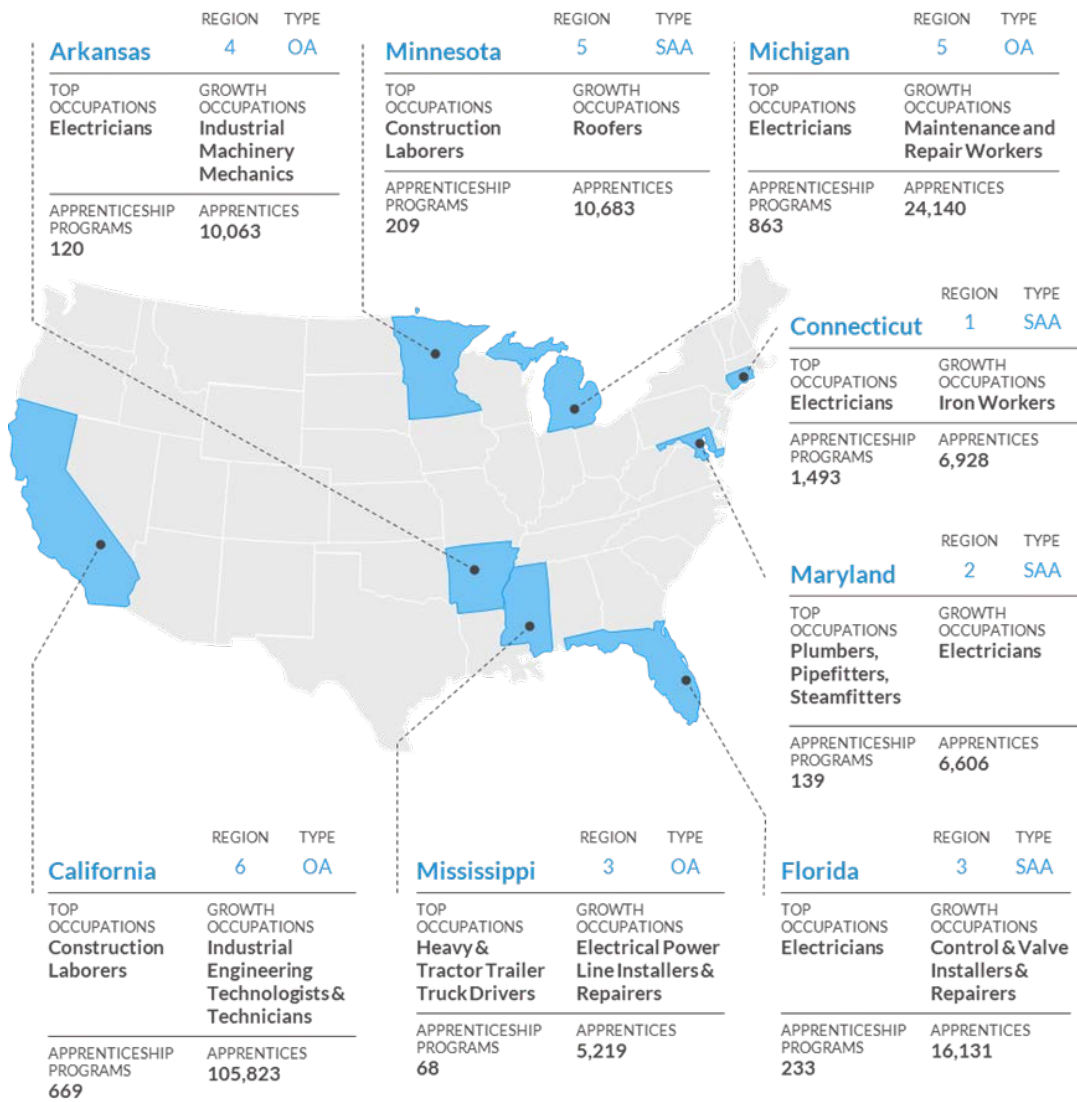 REGION TYPE
Arkansas 4 OA
TOP OCCUPATIONS GROWTH OCCUPATIONS
Electricians Industrial
Machinery
Mechanics
APPRENTICESHIP PROGRAMS APPRENTICES
120 10,063
REGION TYPE
Minnesota 5 SAA
TOP OCCUPATIONS GROWTH OCCUPATIONS
Construction Roofers
Laborers
APPRENTICESHIP PROGRAMS APPRENTICES
209 10,683
REGION TYPE
Michigan 5 OA
TOP OCCUPATIONS GROWTH OCCUPATIONS
Electricians Maintenance and
Repair Workers
APPRENTICESHIP PROGRAMS APPRENTICES
863 24,140
REGION TYPE
Connecticut 1 SAA
TOP OCCUPATIONS GROWTH OCCUPATIONS
Electricians Iron Workers
APPRENTICESHIP PROGRAMS APPRENTICES
1,493 6,928
REGION TYPE
Maryland 2 SAA
TOP OCCUPATIONS GROWTH OCCUPATIONS
Plumbers, Electricians
Pipefitters,
Steamfitters
APPRENTICESHIP PROGRAMS APPRENTICES
139 6,606
REGION TYPE
California 6 OA
TOP OCCUPATIONS GROWTH OCCUPATIONS
Construction Industrial
Laborers Engineering
Technologists &
Technicians
APPRENTICESHIP PROGRAMS APPRENTICES
669 105,823
REGION TYPE
Mississippi 3 OA
TOP OCCUPATIONS GROWTH OCCUPATIONS
Heavy & Electrical Power
Tractor Trailer Line Installers &
Truck Drivers Repairers
APPRENTICESHIP PROGRAMS APPRENTICES
68 5,219
REGION TYPE
Florida 3 SAA
TOP OCCUPATIONS GROWTH OCCUPATIONS
Electricians Control & Valve
Installers &
Repairers
APPRENTICESHIP PROGRAMS APPRENTICES
233 16,131